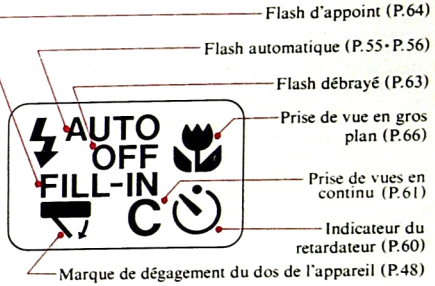 Flash d'appoint (P.64)
Flash automatique (P.55・P.56)
Flash débrayé (P.63)
AUTO
OFF
FILL-IN
C
Prise de vue en gros
plan (P.66)
Prise de vues en
continu (P.61)
Indicateur du
retardateur (P.60)
Marque de dégagement du dos de l'appareil (P.48)